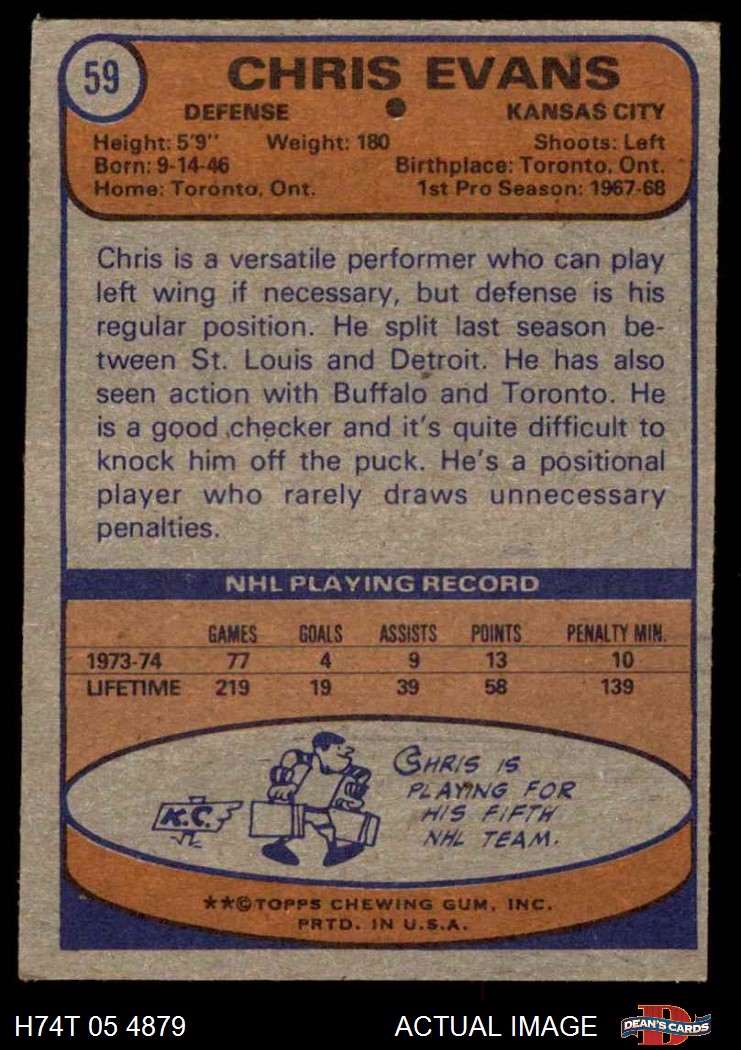 59
CHRIS EVANS
DEFENSE KANSAS CITY
Height: 5'9" Weight: 180 Shoots: Left
Born: 9-14-46 Birthplace: Toronto, Ont.
Home: Toronto, Ont. 1st Pro Season: 1967-68
Chris is a versatile performer who can play
left wing if necessary, but defense is his
regular position. He split last season be-
tween St. Louis and Detroit. He has also
seen action with Buffalo and Toronto. He
is a good checker and it's quite difficult to
knock him off the puck. He's a positional
player who rarely draws unnecessary
penalties.
NHL PLAYING RECORD
GAMES GOALS ASSISTS POINTS PENALTY MIN.
1973-74 77 4 9 13 10
LIFETIME 219 19 39 58 139
CHRIS IS
PLAYING FOR
HIS FIFTH
NHL TEAM.
K.C.
**©TOPPS CHEWING GUM, INC.
PRTD. IN U.S.A.
H74T 05 4879 ACTUAL IMAGE DEAN'S CARDS